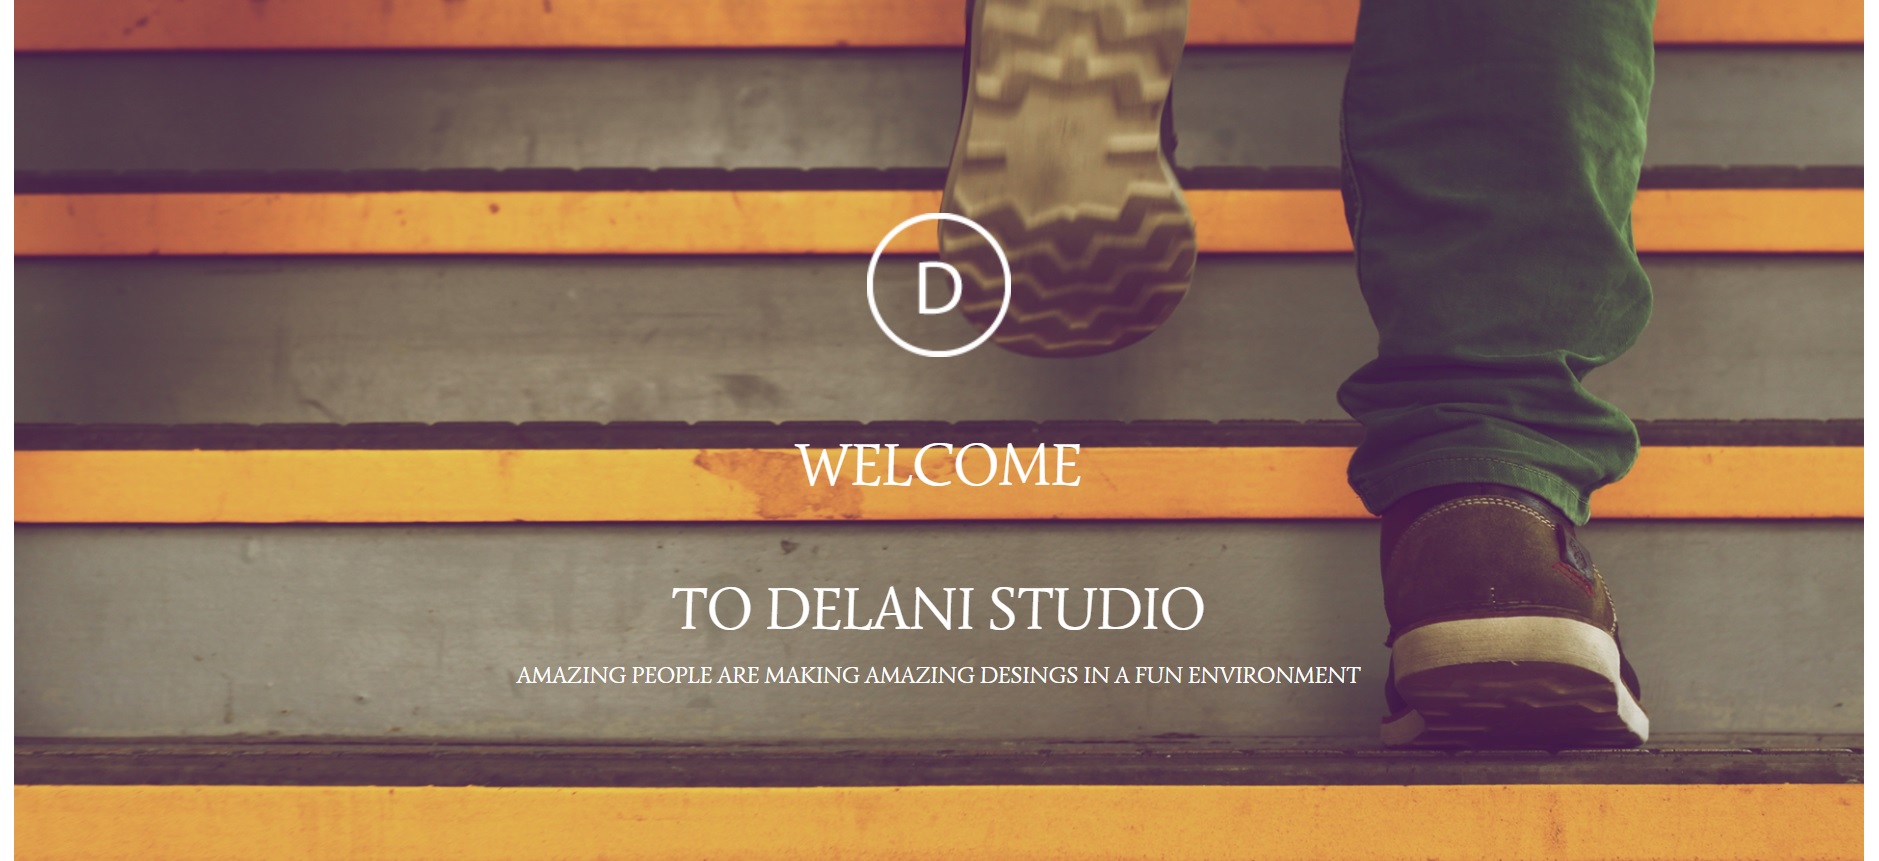 D
WELCOME
TO DELANI STUDIO
AMAZING PEOPLE ARE MAKING AMAZING DESINGS IN A FUN ENVIRONMENT